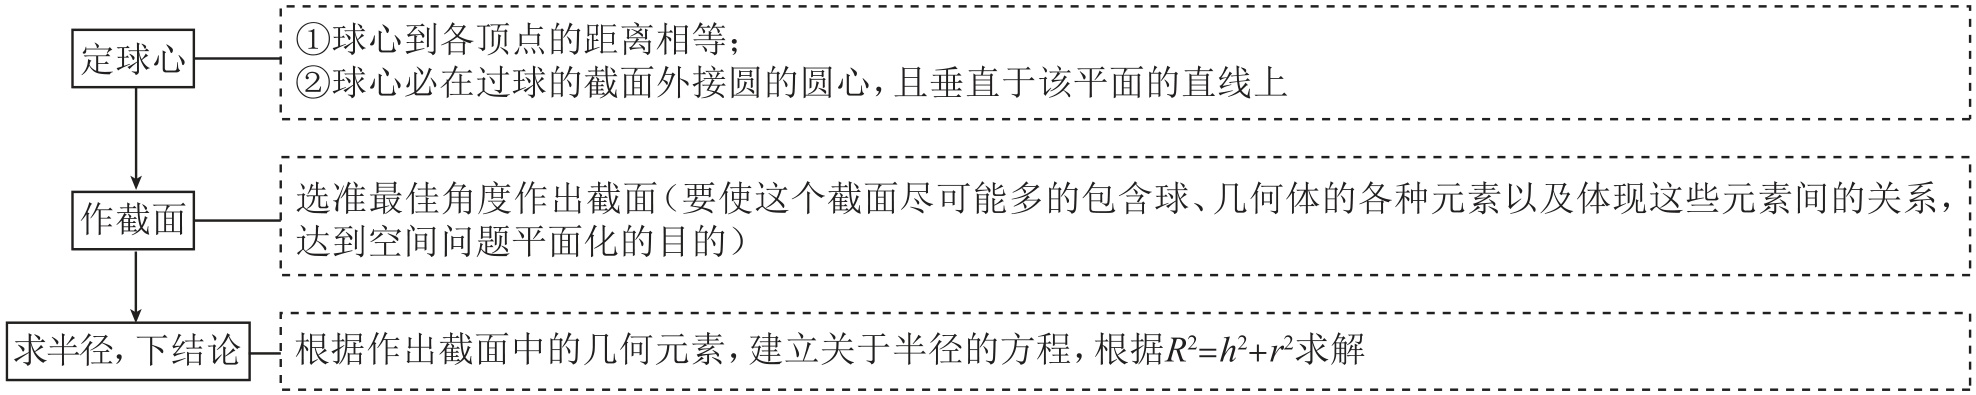 定球心
①球心到各顶点的距离相等;
②球心必在过球的截面外接圆的圆心,且垂直于该平面的直线上
作截面
选准最佳角度作出截面(要使这个截面尽可能多的包含球、几何体的各种元素以及体现这些元素间的关系,
达到空间问题平面化的目的)
求半径,下结论
根据作出截面中的几何元素,建立关于半径的方程,根据R²=h²+r²求解